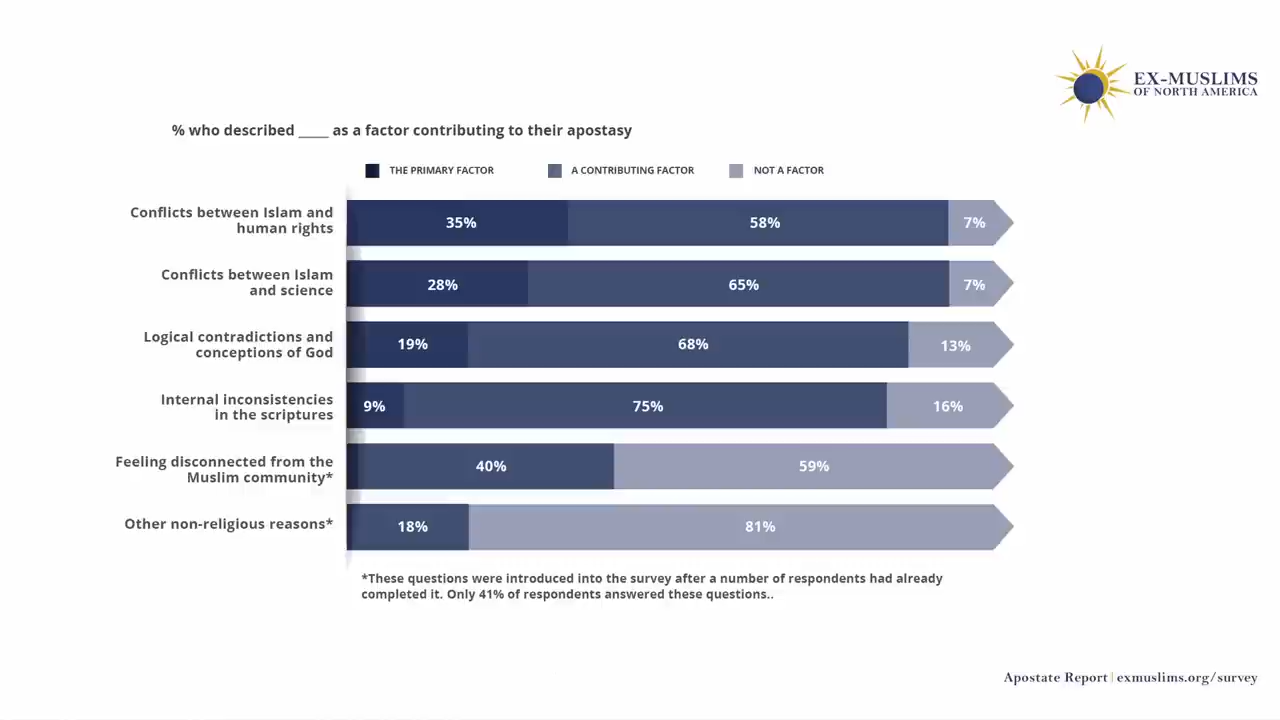 EX-MUSLIMS
OF NORTH AMERICA
% who described ____ as a factor contributing to their apostasy
THE PRIMARY FACTOR
A CONTRIBUTING FACTOR
NOT A FACTOR
Conflicts between Islam and
human rights
35%
58%
7%
Conflicts between Islam
and science
28%
65%
7%
Logical contradictions and
conceptions of God
19%
68%
13%
Internal inconsistencies
in the scriptures
9%
75%
16%
Feeling disconnected from the
Muslim community*
40%
59%
Other non-religious reasons*
18%
81%
*These questions were introduced into the survey after a number of respondents had already
completed it. Only 41% of respondents answered these questions..
Apostate Report | exmuslims.org/survey